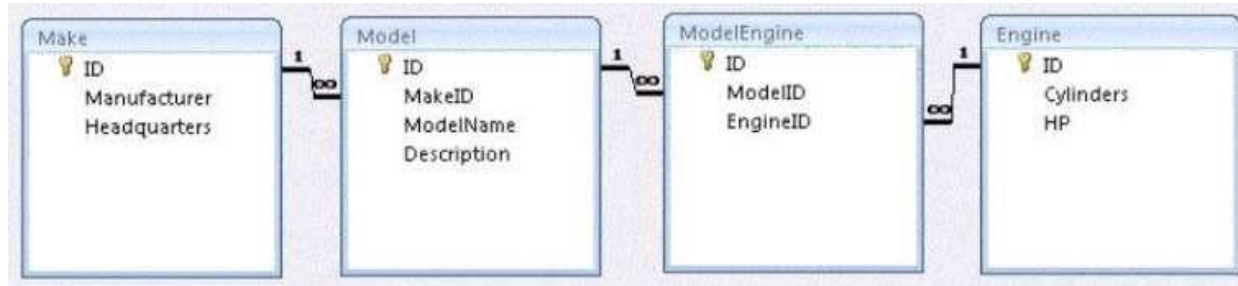 Make
ID
Manufacturer
Headquarters
1
∞
Model
ID
MakeID
ModelName
Description
1
∞
ModelEngine
ID
ModelID
EngineID
1
∞
Engine
ID
Cylinders
HP